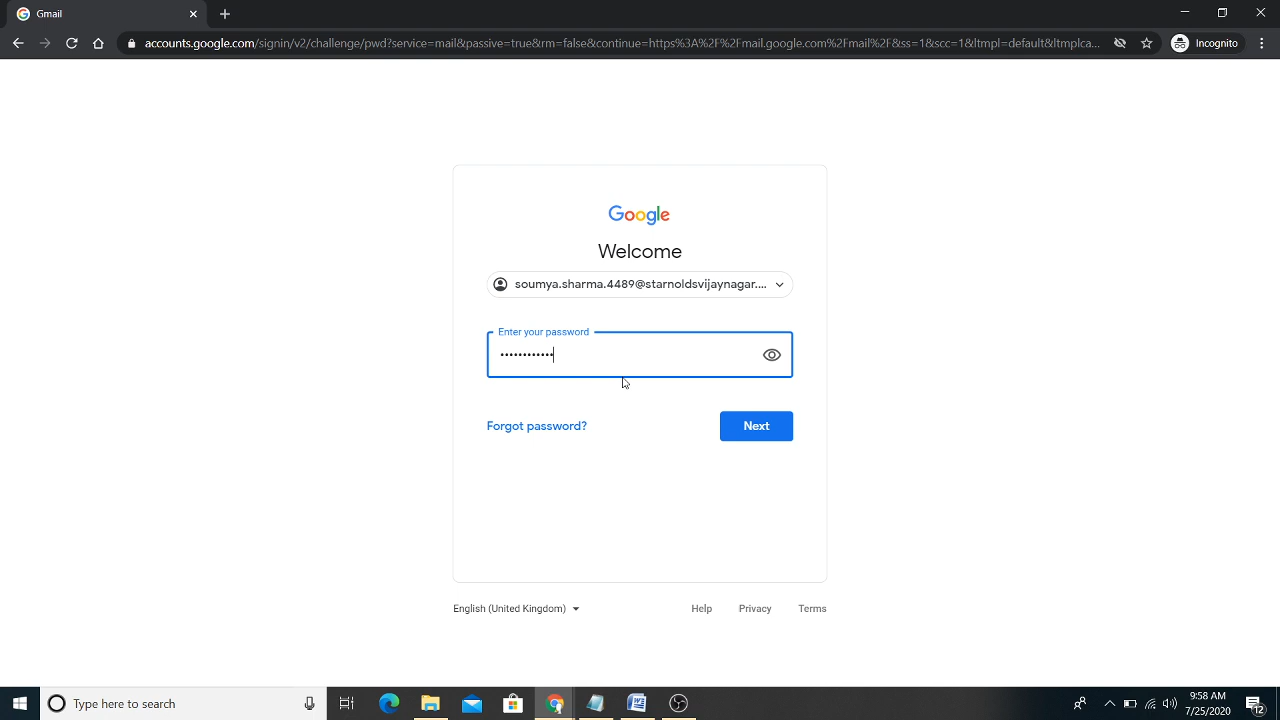 Gmail
accounts.google.com/signin/v2/challenge/pwd?service=mail&passive=true&rm=false&continue=https%3A%2F%2Fmail.google.com%2Fmail%2F&ss=1&scc=1&ltmpl=default&ltmplca...
Incognito
Google
Welcome
soumya.sharma.4489@starnoldsvijaynagar....
Enter your password
••••••••••••
Forgot password?
Next
English (United Kingdom)
Help Privacy Terms
Type here to search
9:58 AM
7/25/2020
2